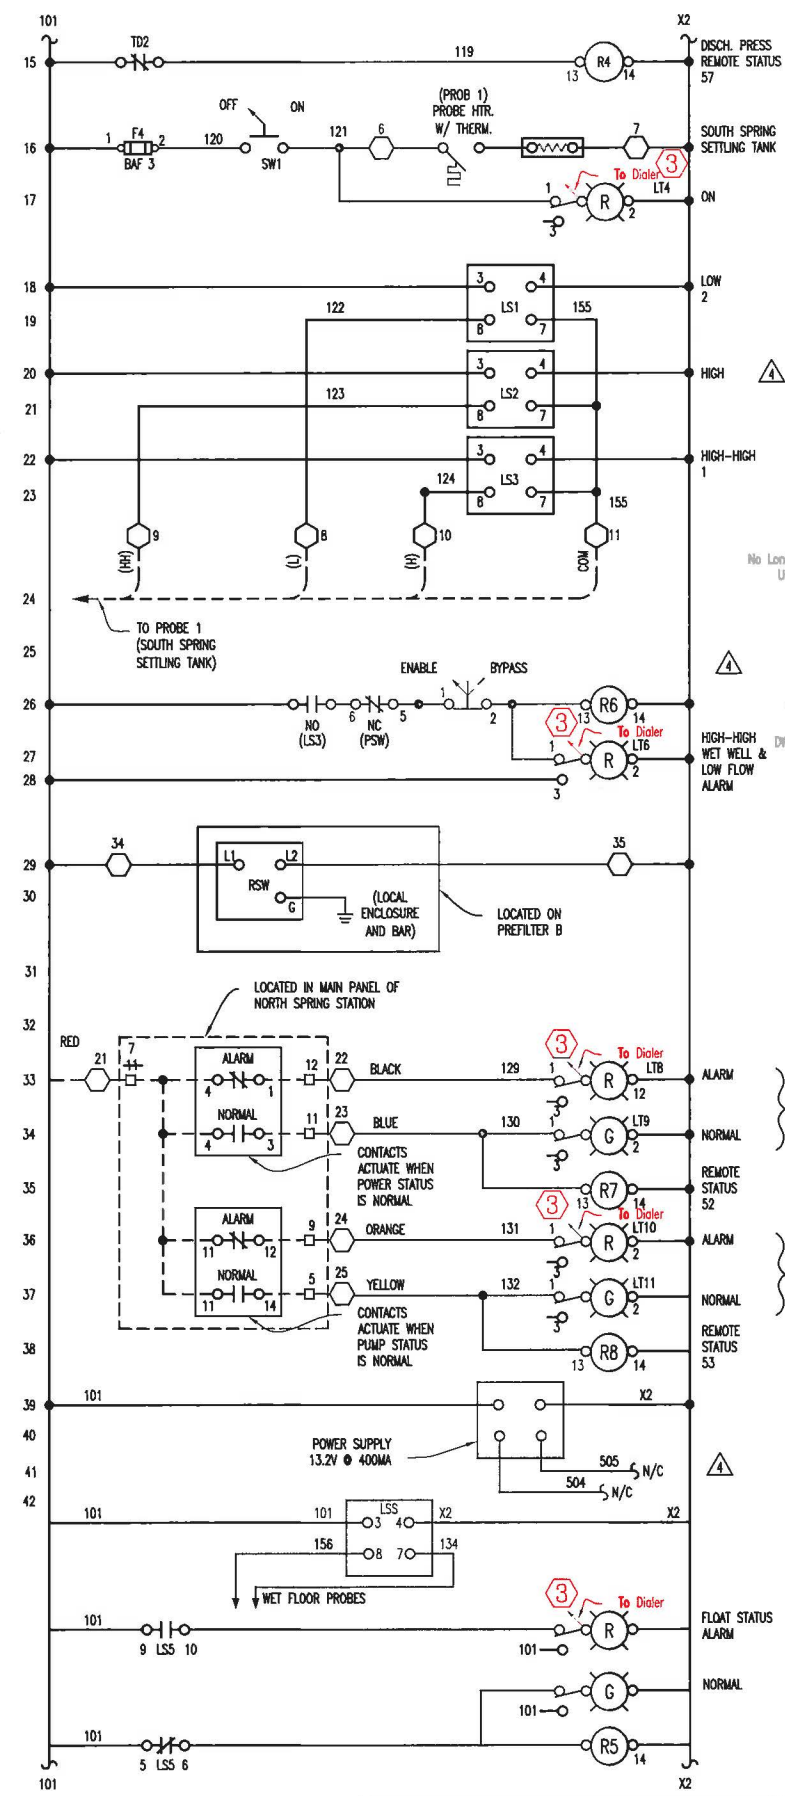 101 X2
TD2 119 DISCH. PRESS
15 R4 REMOTE STATUS
13 14 57
(PROB 1)
OFF ON PROBE HTR.
F4 W/ THERM.
1 2 120 121 6 7 SOUTH SPRING
16 SETTLING TANK
BAF 3 SW1 3
To Dialer
LT4
17 1 R ON
2
3
18 3 4 LOW
122 LS1 155 2
19 8 7
20 3 4 HIGH 4
123 LS2
21 8 7
22 3 4 HIGH-HIGH
124 LS3 1
23 8 7 155
9 8 10 11
(HH) (L) (H) COM
No Lon
U
24
TO PROBE 1
(SOUTH SPRING
SETTLING TANK)
25
ENABLE BYPASS 4
1
26 R6
6 5 2 13 14
NO NC
(LS3) (PSW)
3 To Dialer
LT6 HIGH-HIGH
27 1 R WET WELL &
2 LOW FLOW
28 ALARM
3
34 35
29 L1 L2
RSW
30 G (LOCAL
ENCLOSURE
AND BAR)
LOCATED ON
PREFILTER B
31
LOCATED IN MAIN PANEL OF
NORTH SPRING STATION
32
RED
21 7
11
ALARM 12 22 BLACK 129 3 To Dialer
LT8
33 4 1 1 R ALARM
12
3
NORMAL 11 23 BLUE 130 LT9
34 4 3 1 G NORMAL
2
3
CONTACTS
ACTUATE WHEN
POWER STATUS
IS NORMAL
35 R7 REMOTE
STATUS
13 14 52
3 To Dialer
ALARM 9 24 ORANGE 131 LT10
36 11 12 1 R ALARM
2
3
NORMAL 5 25 YELLOW 132 LT11
37 11 14 1 G NORMAL
2
3
CONTACTS
ACTUATE WHEN
PUMP STATUS
IS NORMAL
38 R8 REMOTE
STATUS
13 14 53
39 101 X2
40 POWER SUPPLY
13.2V @ 400MA
41 505 N/C 4
504 N/C
42 101 101 LSS X2 X2
3 4
156 8 7 134
WET FLOOR PROBES
3 To Dialer
101 R FLOAT STATUS
ALARM
9 LS5 10 101
G NORMAL
101
101 R5
5 LS5 6 14
101 X2